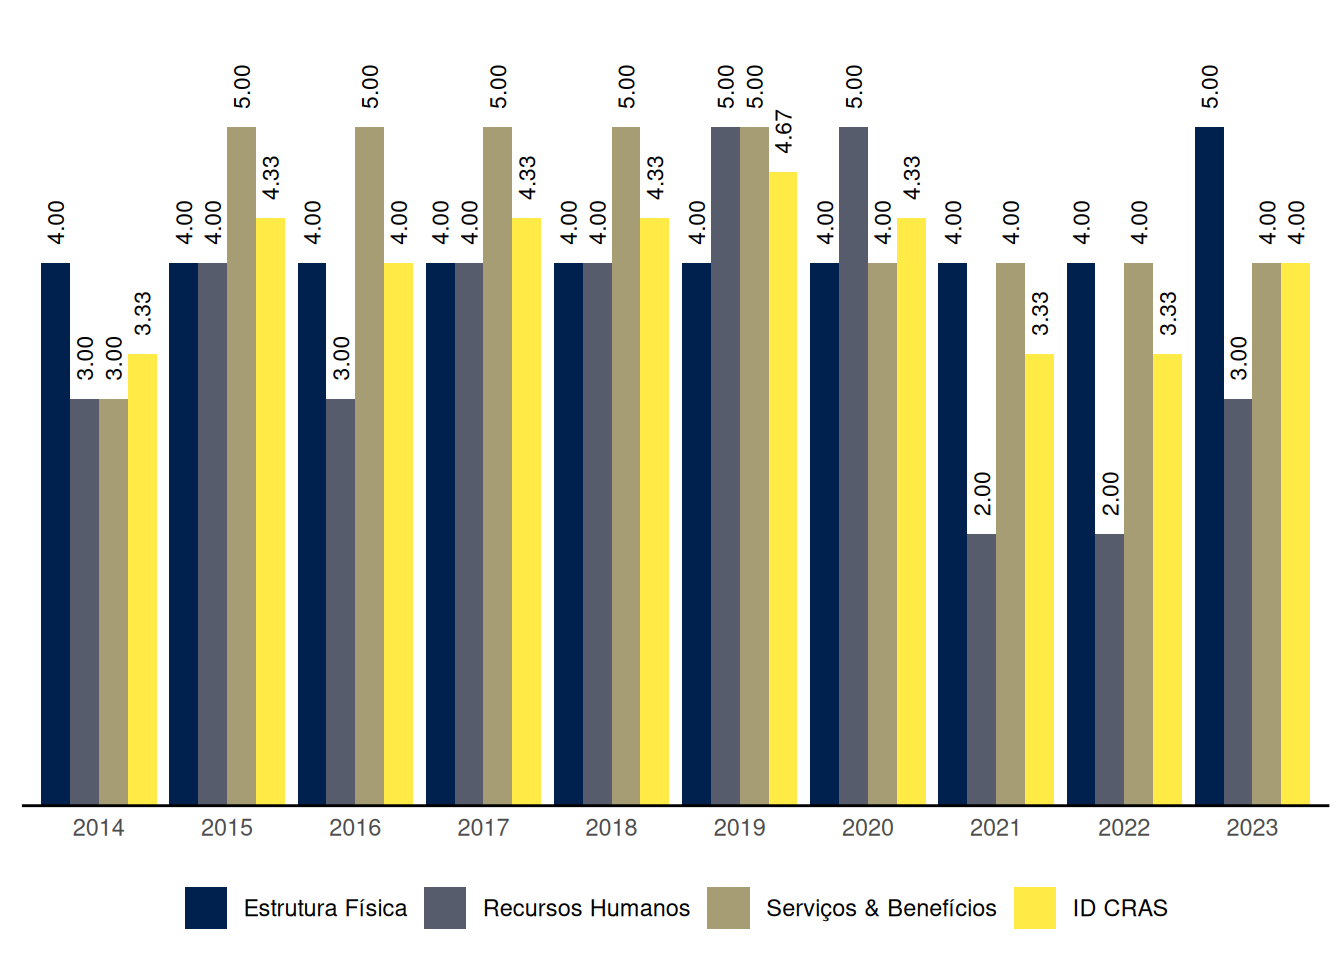 4.00 3.00 3.00 3.33
4.00 4.00 5.00 4.33
4.00 3.00 5.00 4.00
4.00 4.00 5.00 4.33
4.00 4.00 5.00 4.33
4.00 5.00 5.00 4.67
4.00 5.00 4.00 4.33
4.00 2.00 4.00 3.33
4.00 2.00 4.00 3.33
5.00 3.00 4.00 4.00
2014 2015 2016 2017 2018 2019 2020 2021 2022 2023
Estrutura Física Recursos Humanos Serviços & Benefícios ID CRAS